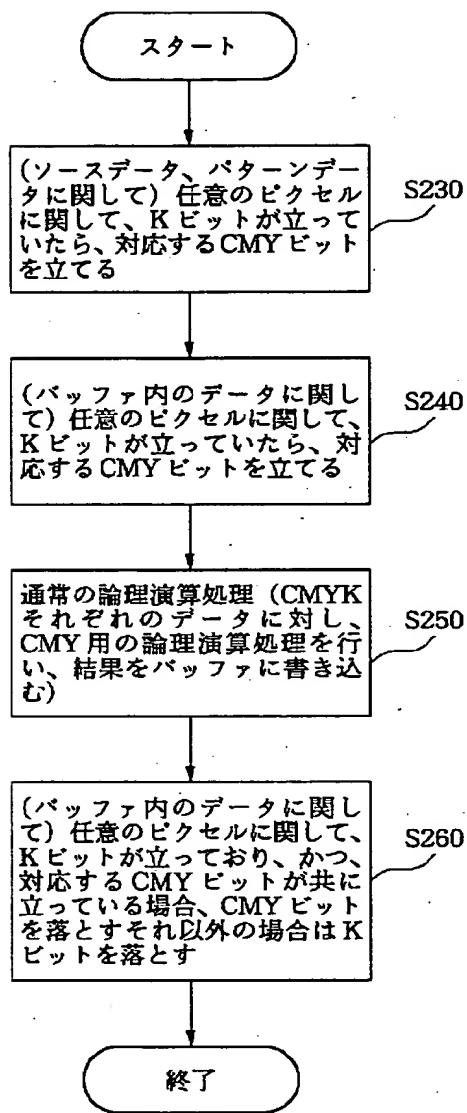 スタート
(ソースデータ、パターンデー
タに関して)任意のピクセル
に関して、Kビットが立って
いたら、対応するCMYビット
を立てる
S230
(バッファ内のデータに関し
て)任意のピクセルに関して、
Kビットが立っていたら、対
応するCMYビットを立てる
S240
通常の論理演算処理(CMYK
それぞれのデータに対し、
CMY用の論理演算処理を行
い、結果をバッファに書き込
む)
S250
(バッファ内のデータに関し
て)任意のピクセルに関して、
Kビットが立っており、かつ、
対応するCMYビットが共に
立っている場合、CMYビット
を落とすそれ以外の場合はK
ビットを落とす
S260
終了